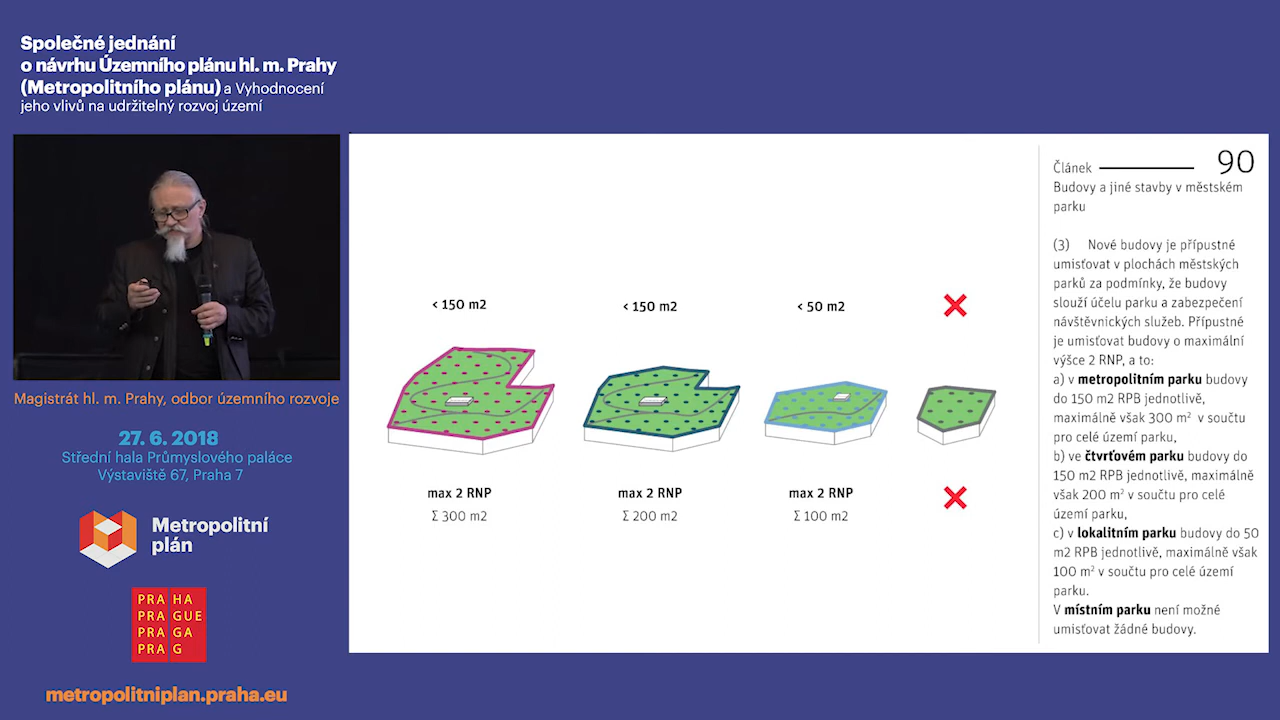 Společné jednání
o návrhu Územního plánu hl. m. Prahy
(Metropolitního plánu) a Vyhodnocení
jeho vlivů na udržitelný rozvoj území
Magistrát hl. m. Prahy, odbor územního rozvoje
27. 6. 2018
Střední hala Průmyslového paláce
Výstaviště 67, Praha 7
Metropolitní
plán
PRA HA
PRA GUE
PRA GA
PRA G
metropolitniplan.praha.eu
< 150 m2
< 150 m2
< 50 m2
max 2 RNP
max 2 RNP
max 2 RNP
Σ 300 m2
Σ 200 m2
Σ 100 m2
Článek 90
Budovy a jiné stavby v městském
parku
(3) Nové budovy je přípustné
umisťovat v plochách městských
parků za podmínky, že budovy
slouží účelu parku a zabezpečení
návštěvnických služeb. Přípustné
je umisťovat budovy o maximální
výšce 2 RNP, a to:
a) v metropolitním parku budovy
do 150 m2 RPB jednotlivě,
maximálně však 300 m² v součtu
pro celé území parku,
b) ve čtvrťovém parku budovy do
150 m2 RPB jednotlivě, maximálně
však 200 m² v součtu pro celé
území parku,
c) v lokalitním parku budovy do 50
m2 RPB jednotlivě, maximálně však
100 m² v součtu pro celé území
parku.
V místním parku není možné
umisťovat žádné budovy.